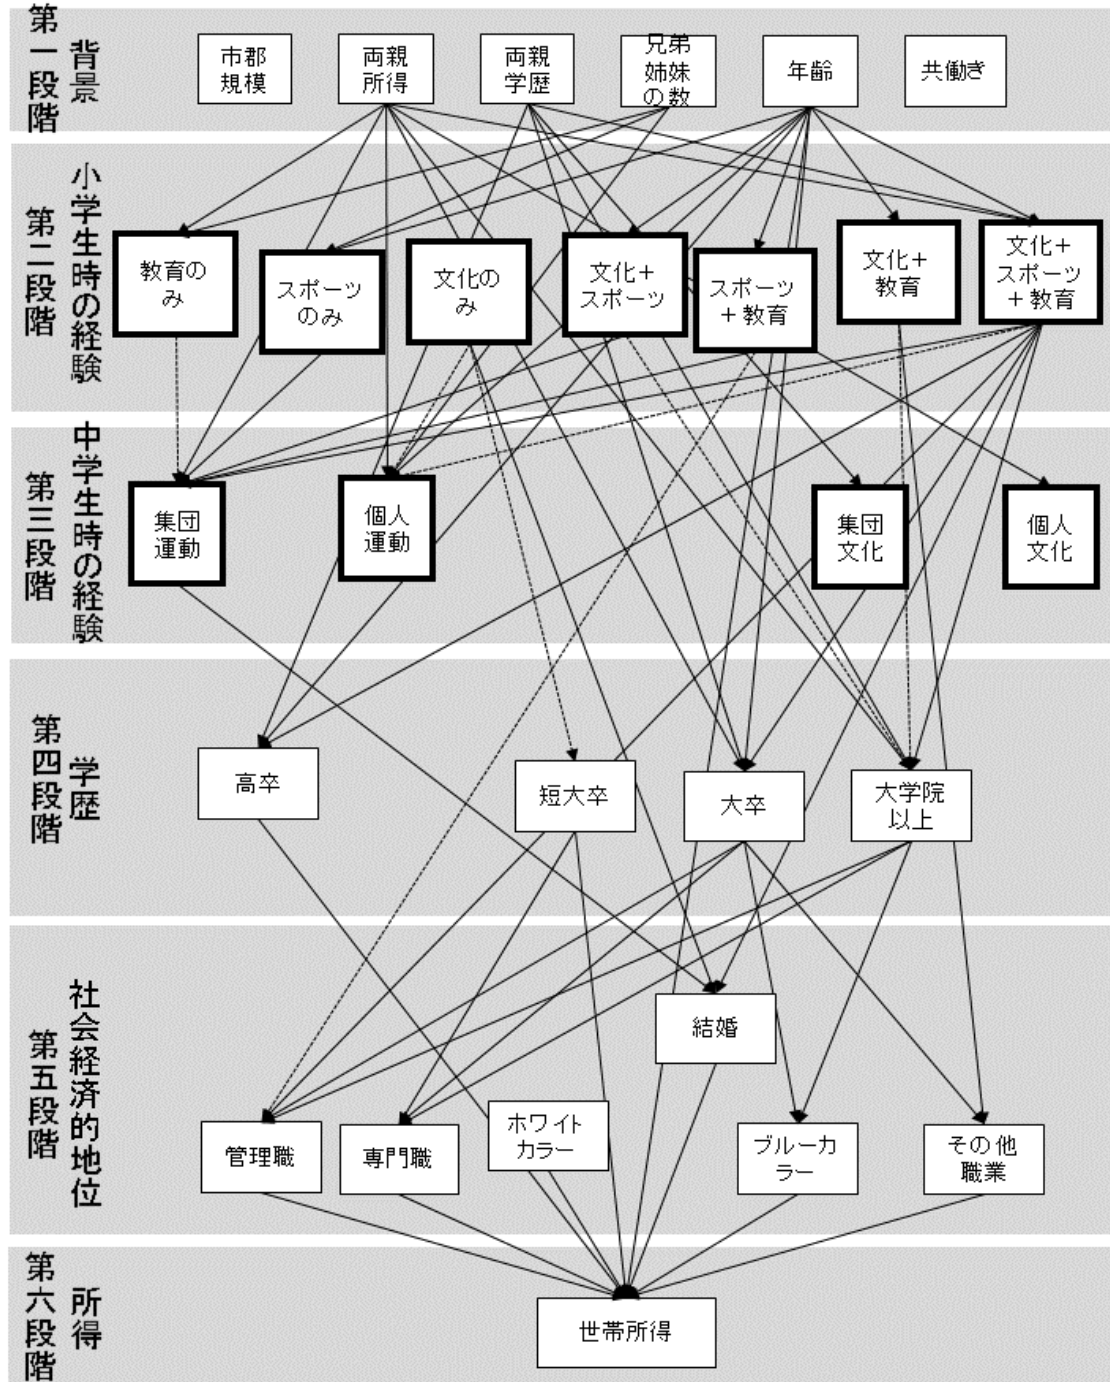 第一段階
背景
市郡
規模
両親
所得
両親
学歴
兄弟
姉妹
の数
年齢
共働き
第二段階
小学生時の経験
教育の
み
スポーツ
のみ
文化の
み
文化＋
スポーツ
スポーツ
＋教育
文化＋
教育
文化＋
スポーツ
＋教育
第三段階
中学生時の経験
集団
運動
個人
運動
集団
文化
個人
文化
第四段階
学歴
高卒
短大卒
大卒
大学院
以上
第五段階
社会経済的地位
結婚
管理職
専門職
ホワイト
カラー
ブルーカ
ラー
その他
職業
第六段階
所得
世帯所得